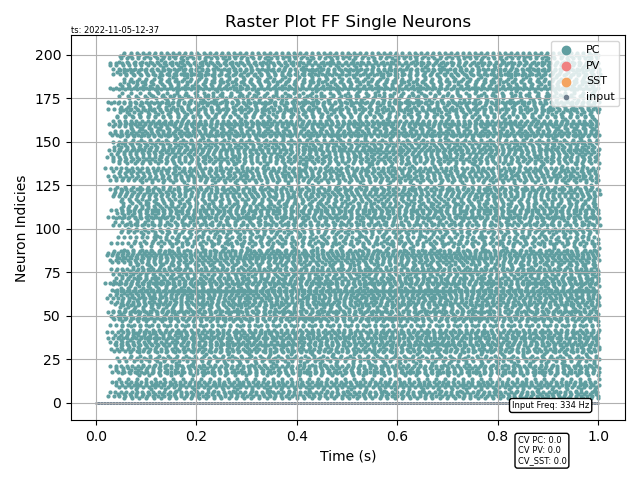 Raster Plot FF Single Neurons
ts: 2022-11-05-12-37
PC
PV
SST
input
200
175
150
125
100
75
50
25
0
Neuron Indicies
Input Freq: 334 Hz
0.0 0.2 0.4 0.6 0.8 1.0
Time (s)
CV PC: 0.0
CV PV: 0.0
CV_SST: 0.0